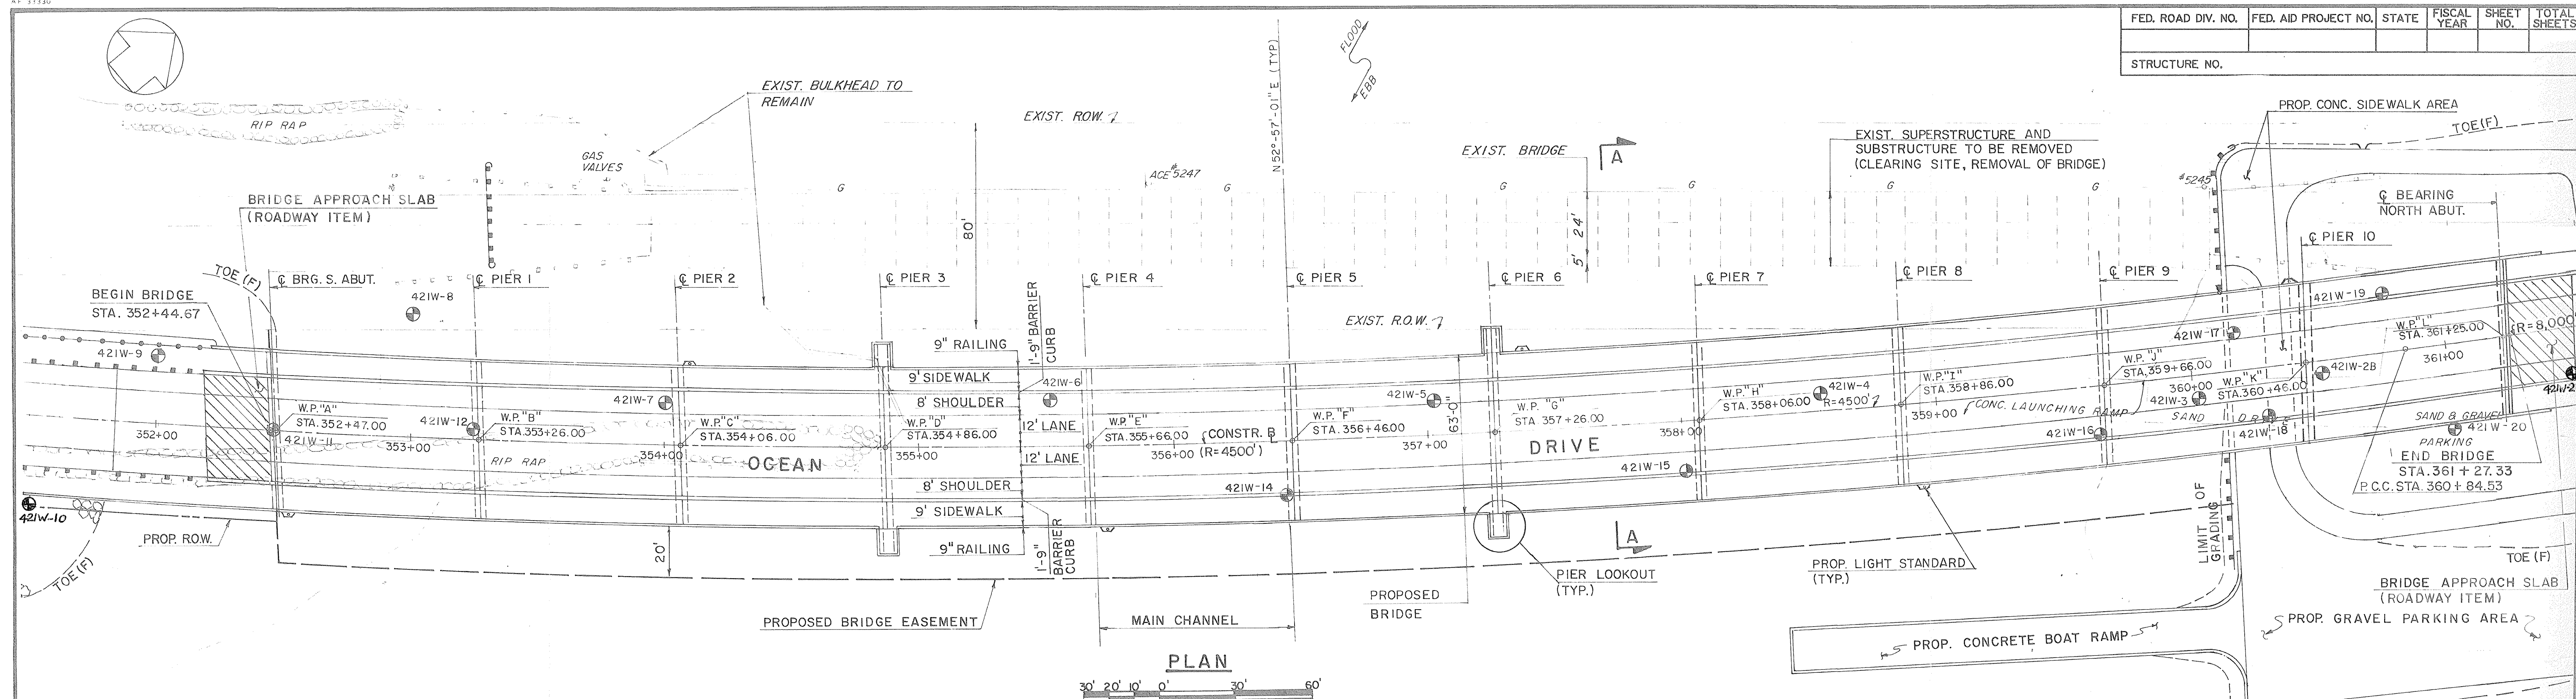 FED. ROAD DIV. NO.
FED. AID PROJECT NO.
STATE
FISCAL
YEAR
SHEET
NO.
TOTAL
SHEETS
STRUCTURE NO.
RIP RAP
GAS
VALVES
EXIST. BULKHEAD TO
REMAIN
EXIST. ROW.
ACE #5247
N52°-57'-01" E (TYP)
FLOOD
EBB
EXIST. BRIDGE
A
EXIST. SUPERSTRUCTURE AND
SUBSTRUCTURE TO BE REMOVED
(CLEARING SITE, REMOVAL OF BRIDGE)
PROP. CONC. SIDEWALK AREA
TOE (F)
#5245
G
G
G
G
G
G
80'
24'
5'
BRIDGE APPROACH SLAB
(ROADWAY ITEM)
TOE (F)
BEGIN BRIDGE
STA. 352+44.67
℄ BRG. S. ABUT.
℄ PIER 1
℄ PIER 2
℄ PIER 3
℄ PIER 4
℄ PIER 5
℄ PIER 6
℄ PIER 7
℄ PIER 8
℄ PIER 9
℄ PIER 10
℄ BEARING
NORTH ABUT.
421W-8
421W-9
421W-10
421W-11
421W-12
421W-7
421W-6
421W-14
421W-5
421W-15
421W-4
421W-16
421W-3
421W-17
421W-18
421W-19
421W-2B
421W-20
421W-2
EXIST. R.O.W.
9" RAILING
9' SIDEWALK
8' SHOULDER
12' LANE
12' LANE
8' SHOULDER
9' SIDEWALK
9" RAILING
1'-9" BARRIER
CURB
1'-9"
BARRIER
CURB
W.P. "A"
STA.352+47.00
W.P. "B"
STA.353+26.00
W.P. "C"
STA.354+06.00
W.P. "D"
STA.354+86.00
W.P. "E"
STA.355+66.00
W.P. "F"
STA.356+46.00
W.P. "G"
STA. 357+26.00
W.P. "H"
STA.358+06.00
W.P. "I"
STA.358+86.00
W.P. "J"
STA.359+66.00
W.P. "K"
STA.360+46.00
W.P. "L"
STA.361+25.00
352+00
353+00
354+00
355+00
356+00
357+00
358+00
359+00
360+00
361+00
RIP RAP
OCEAN
DRIVE
CONSTR. ℄
(R=4500')
R=4500'
R=8,000
63'-0"±
CONC. LAUNCHING RAMP
SAND
SAND & GRAVEL
PARKING
END BRIDGE
STA.361 + 27.33
P.C.C. STA.360 + 84.53
PROP. ROW.
TOE (F)
20'
PROPOSED BRIDGE EASEMENT
MAIN CHANNEL
PROPOSED
BRIDGE
PIER LOOKOUT
(TYP.)
A
PROP. LIGHT STANDARD
(TYP.)
LIMIT OF
GRADING
TOE (F)
BRIDGE APPROACH SLAB
(ROADWAY ITEM)
PROP. GRAVEL PARKING AREA
PROP. CONCRETE BOAT RAMP
PLAN
30' 20' 10' 0' 30' 60'